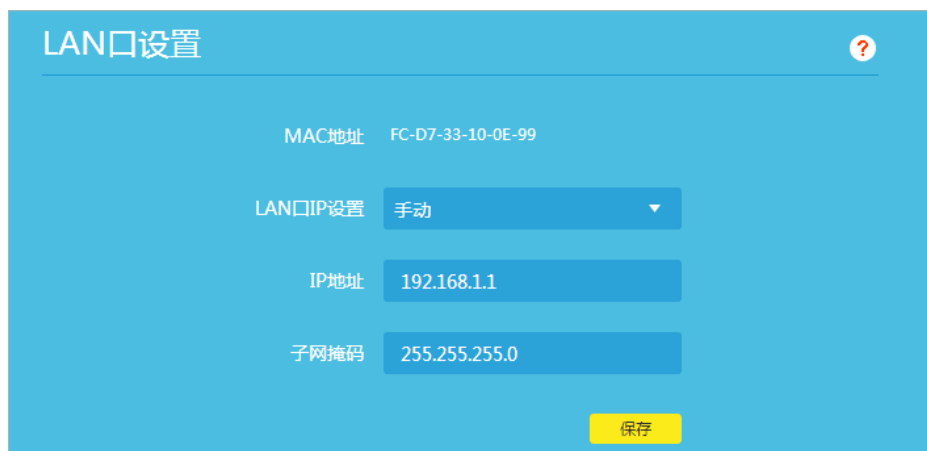 LAN口设置
?
MAC地址 FC-D7-33-10-0E-99
LAN口IP设置 手动
IP地址 192.168.1.1
子网掩码 255.255.255.0
保存